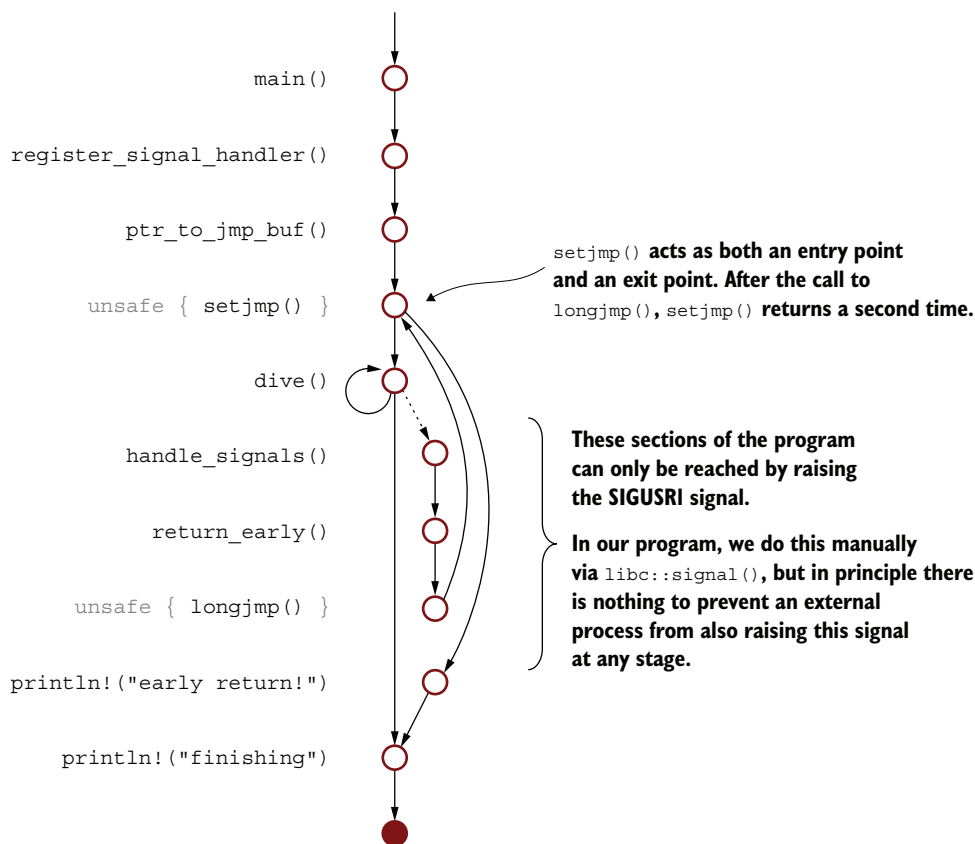 main()
register_signal_handler()
ptr_to_jmp_buf()
setjmp() acts as both an entry point
and an exit point. After the call to
longjmp(), setjmp() returns a second time.
unsafe { setjmp() }
dive()
handle_signals()
return_early()
unsafe { longjmp() }
These sections of the program
can only be reached by raising
the SIGUSRI signal.
In our program, we do this manually
via libc::signal(), but in principle there
is nothing to prevent an external
process from also raising this signal
at any stage.
println!("early return!")
println!("finishing")